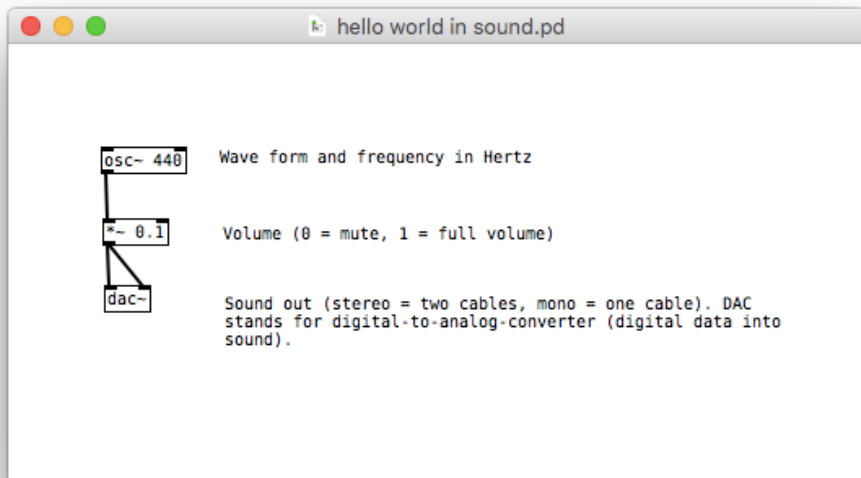 hello world in sound.pd
osc~ 440
Wave form and frequency in Hertz
*~ 0.1
Volume (0 = mute, 1 = full volume)
dac~
Sound out (stereo = two cables, mono = one cable). DAC
stands for digital-to-analog-converter (digital data into
sound).